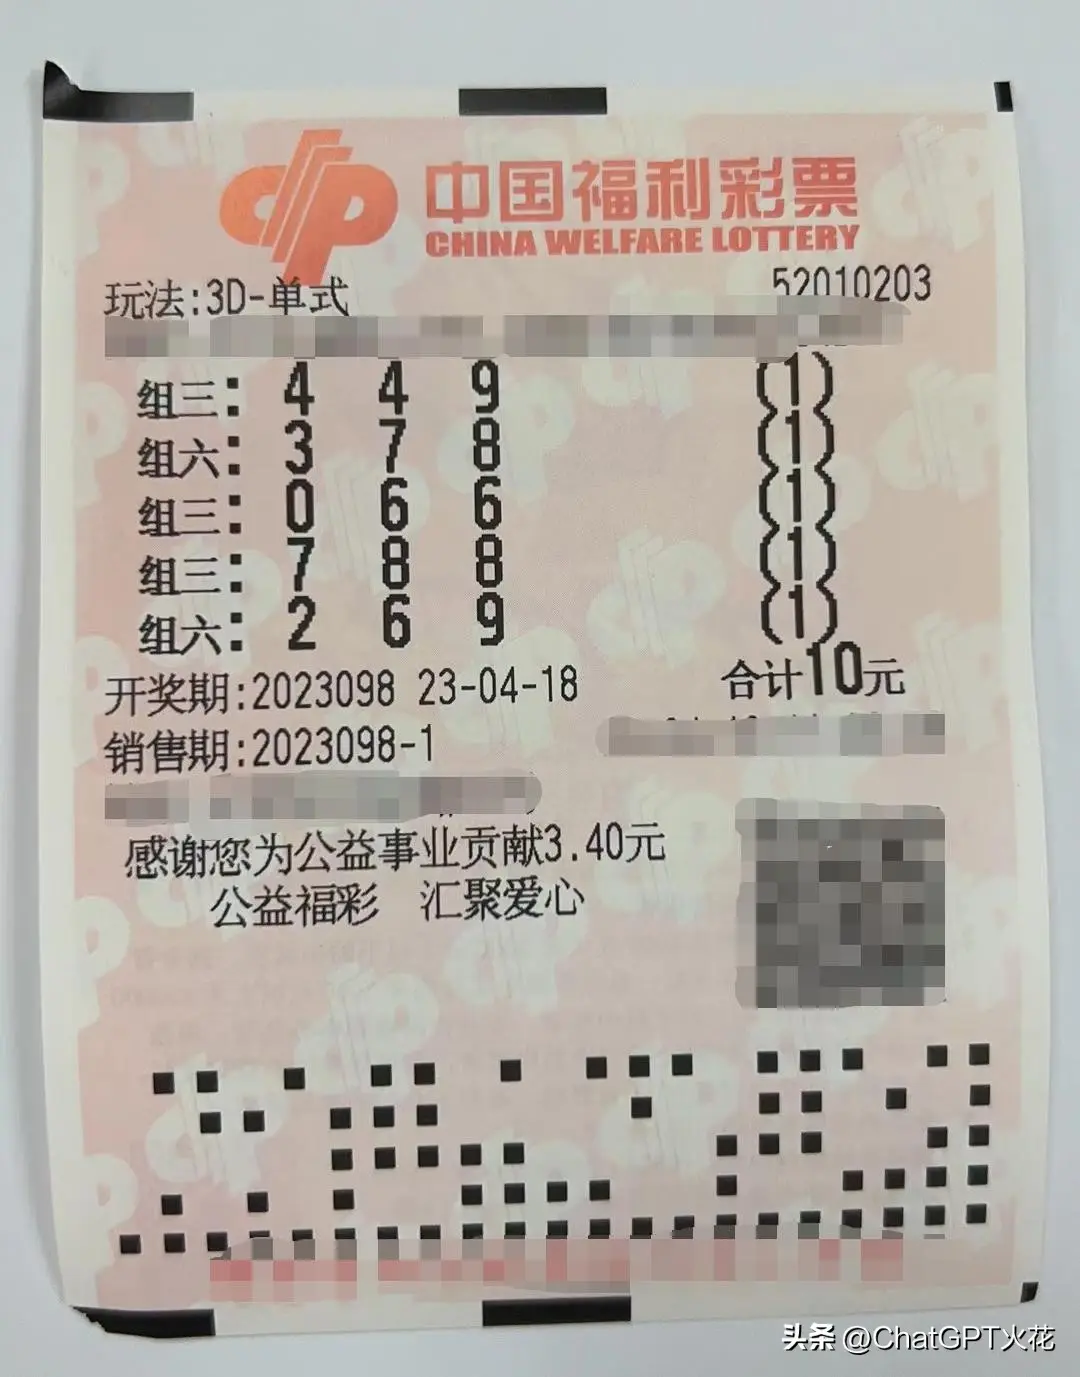 中国福利彩票
CHINA WELFARE LOTTERY
玩法:3D-单式 52010203
组三: 4 4 9 (1)
组六: 3 7 8 (1)
组三: 0 6 6 (1)
组三: 7 8 8 (1)
组六: 2 6 9 (1)
开奖期:2023098 23-04-18 合计10元
销售期:2023098-1
感谢您为公益事业贡献3.40元
公益福彩 汇聚爱心
头条 @ChatGPT火花